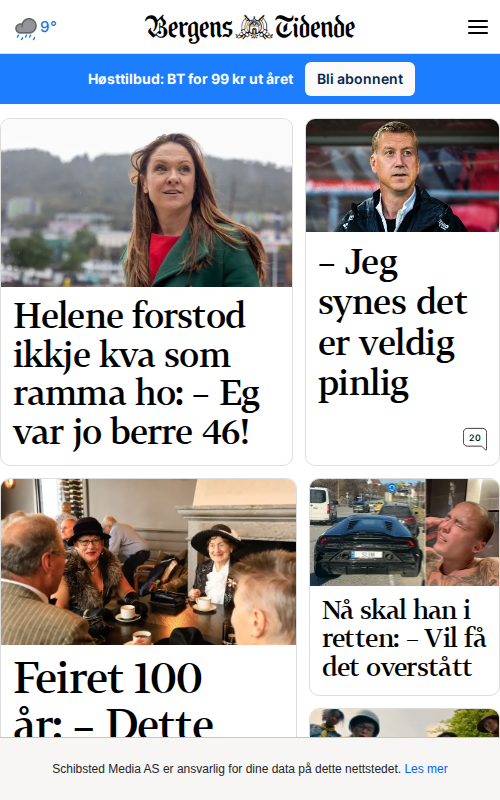 9°
Bergens Tidende
Høsttilbud: BT for 99 kr ut året
Bli abonnent
Helene forstod
ikkje kva som
ramma ho: – Eg
var jo berre 46!
– Jeg
synes det
er veldig
pinlig
20
Feiret 100
år: – Dette
SLIM
Nå skal han i
retten: – Vil få
det overstått
Schibsted Media AS er ansvarlig for dine data på dette nettstedet. Les mer